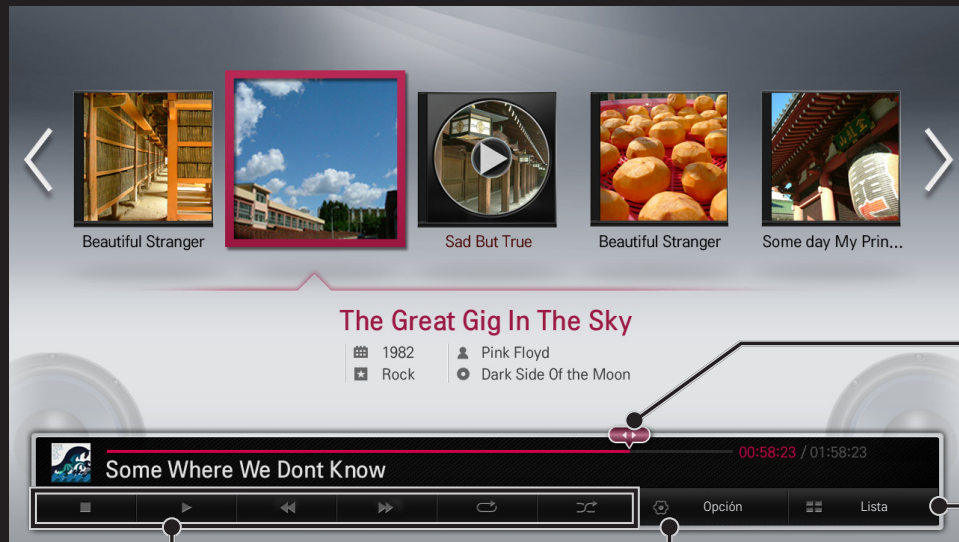 Beautiful Stranger
Sad But True
Beautiful Stranger
Some day My Prin...
The Great Gig In The Sky
1982
Pink Floyd
Rock
Dark Side Of the Moon
00:58:23 / 01:58:23
Some Where We Dont Know
Opción
Lista